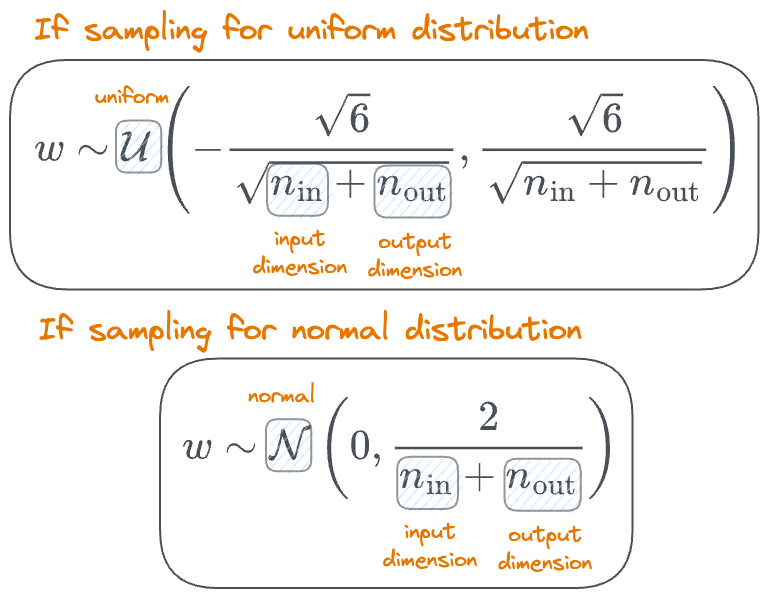 If sampling for uniform distribution
uniform
w ~ 𝒰 ( − √6 / √(n_in + n_out) , √6 / √(n_in + n_out) )
input dimension
output dimension
If sampling for normal distribution
normal
w ~ 𝒩 ( 0, 2 / (n_in + n_out) )
input dimension
output dimension